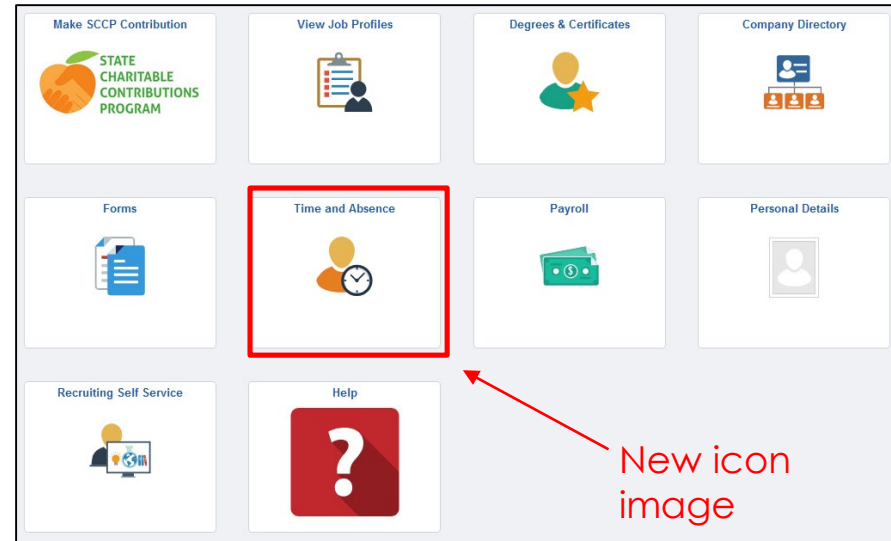 Make SCCP Contribution
View Job Profiles
Degrees & Certificates
Company Directory
STATE
CHARITABLE
CONTRIBUTIONS
PROGRAM
Forms
Time and Absence
Payroll
Personal Details
$
Recruiting Self Service
Help
?
New icon
image